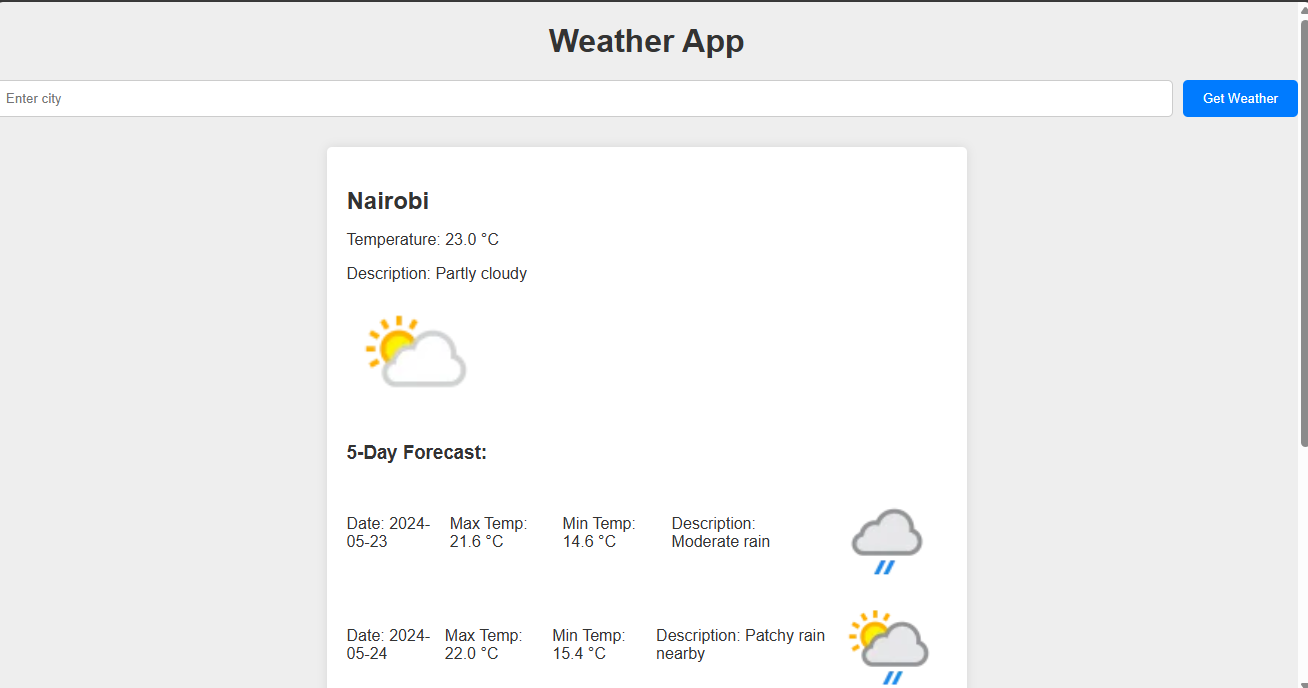 Weather App
Enter city
Get Weather
Nairobi
Temperature: 23.0 °C
Description: Partly cloudy
5-Day Forecast:
Date: 2024- Max Temp: Min Temp: Description:
05-23 21.6 °C 14.6 °C Moderate rain
Date: 2024- Max Temp: Min Temp: Description: Patchy rain
05-24 22.0 °C 15.4 °C nearby